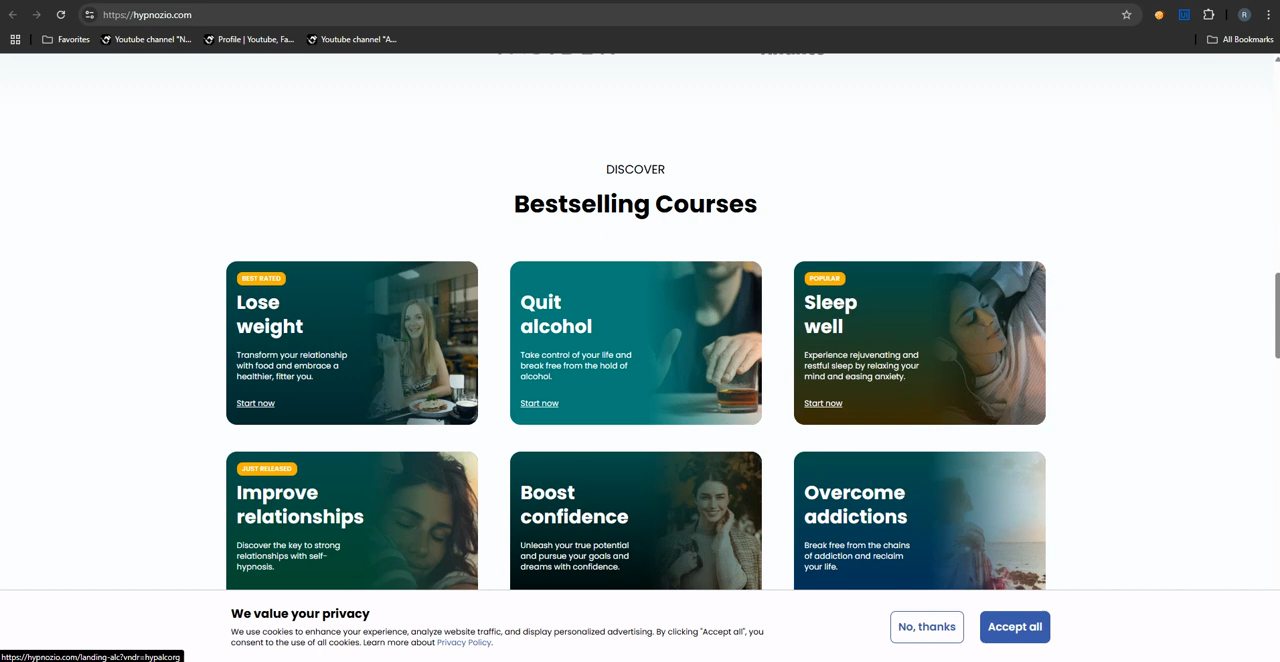 https://hypnozio.com
R
Favorites
Youtube channel "N...
Profile | Youtube, Fa...
Youtube channel "A...
All Bookmarks
DISCOVER
Bestselling Courses
BEST RATED
Lose
weight
Transform your relationship
with food and embrace a
healthier, fitter you.
Start now
Quit
alcohol
Take control of your life and
break free from the hold of
alcohol.
Start now
POPULAR
Sleep
well
Experience rejuvenating and
restful sleep by relaxing your
mind and easing anxiety.
Start now
JUST RELEASED
Improve
relationships
Discover the key to strong
relationships with self-
hypnosis.
Boost
confidence
Unleash your true potential
and pursue your goals and
dreams with confidence.
Overcome
addictions
Break free from the chains
of addiction and reclaim
your life.
We value your privacy
We use cookies to enhance your experience, analyze website traffic, and display personalized advertising. By clicking "Accept all", you
consent to the use of all cookies. Learn more about Privacy Policy.
No, thanks
Accept all
https://hypnozio.com/landing-alc?vndr=hypalcorg